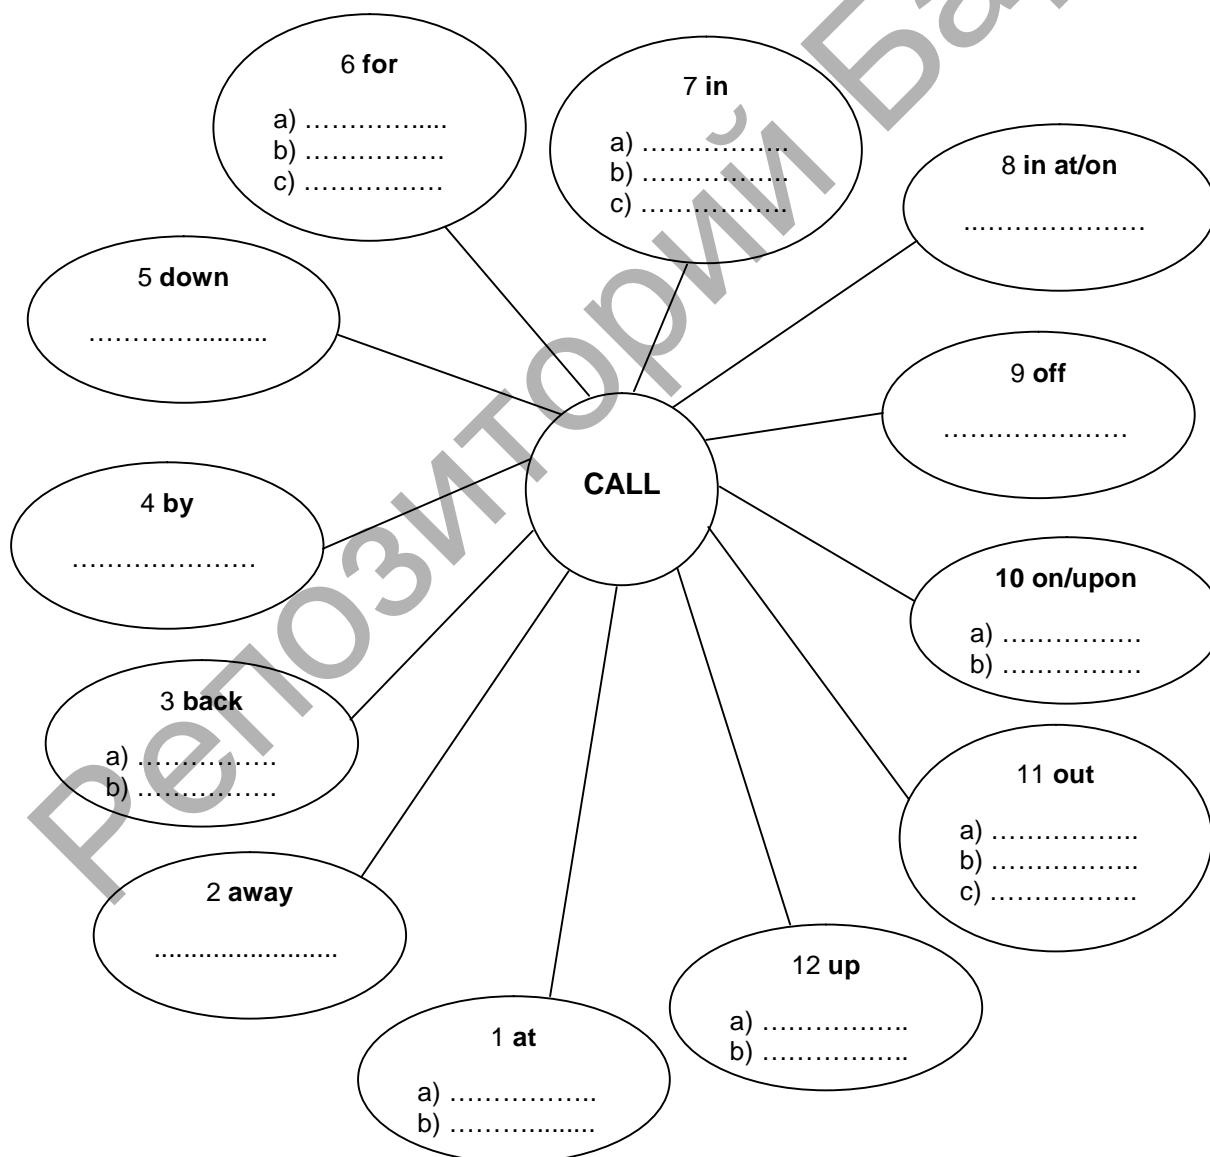 6 for
a) ………………
b) …………….
c) …………….
7 in
a) ……………..
b) ……………..
c) ……………..
8 in at/on
...………………
5 down
………….........
9 off
…………………
CALL
4 by
…………………
10 on/upon
a) …………….
b) …………….
3 back
a) …………….
b) …………….
11 out
a) ……………..
b) ……………..
c) ……………..
2 away
.........................
12 up
a) ……………..
b) ……………..
1 at
a) ……………..
b) ………..........
Репозиторий